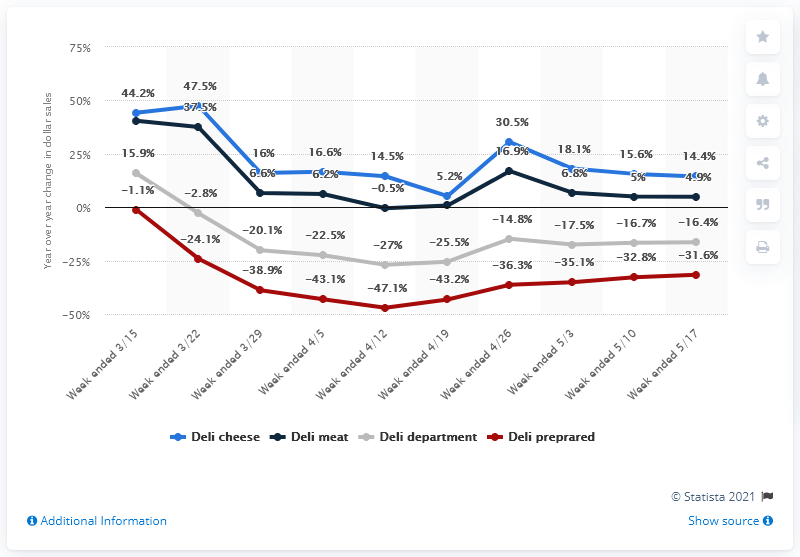 75%
50%
25%
0%
−25%
−50%
Year over year change in dollar sales
44.2% 47.5% 16% 16.6% 14.5% 5.2% 30.5% 18.1% 15.6% 14.4%
37.5% 6.6% 6.2% −0.5% 16.9% 6.8% 5% 4.9%
15.9% −2.8% −20.1% −22.5% −27% −25.5% −14.8% −17.5% −16.7% −16.4%
−1.1% −24.1% −38.9% −43.1% −47.1% −43.2% −36.3% −35.1% −32.8% −31.6%
Week ended 3/15
Week ended 3/22
Week ended 3/29
Week ended 4/5
Week ended 4/12
Week ended 4/19
Week ended 4/26
Week ended 5/3
Week ended 5/10
Week ended 5/17
Deli cheese Deli meat Deli department Deli preprared
© Statista 2021
Additional Information Show source